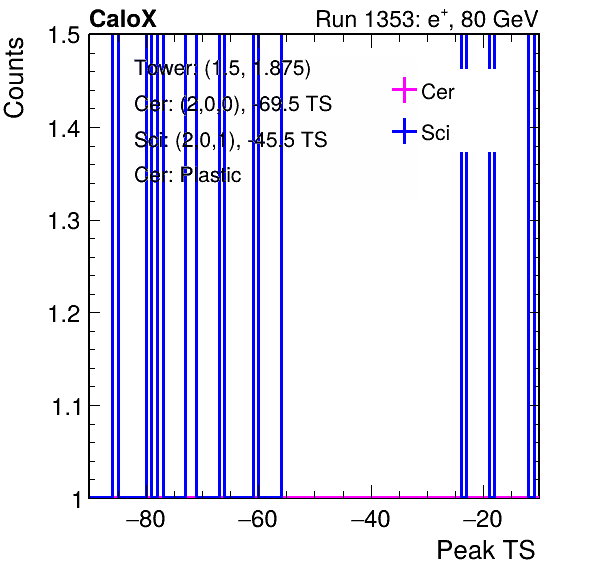 CaloX Run 1353: e⁺, 80 GeV
Counts
1.5
1.4
1.3
1.2
1.1
1
Tower: (1.5, 1.875)
Cer: (2,0,0), -69.5 TS
Sci: (2,0,1), -45.5 TS
Cer: Plastic
Cer
Sci
−80 −60 −40 −20
Peak TS